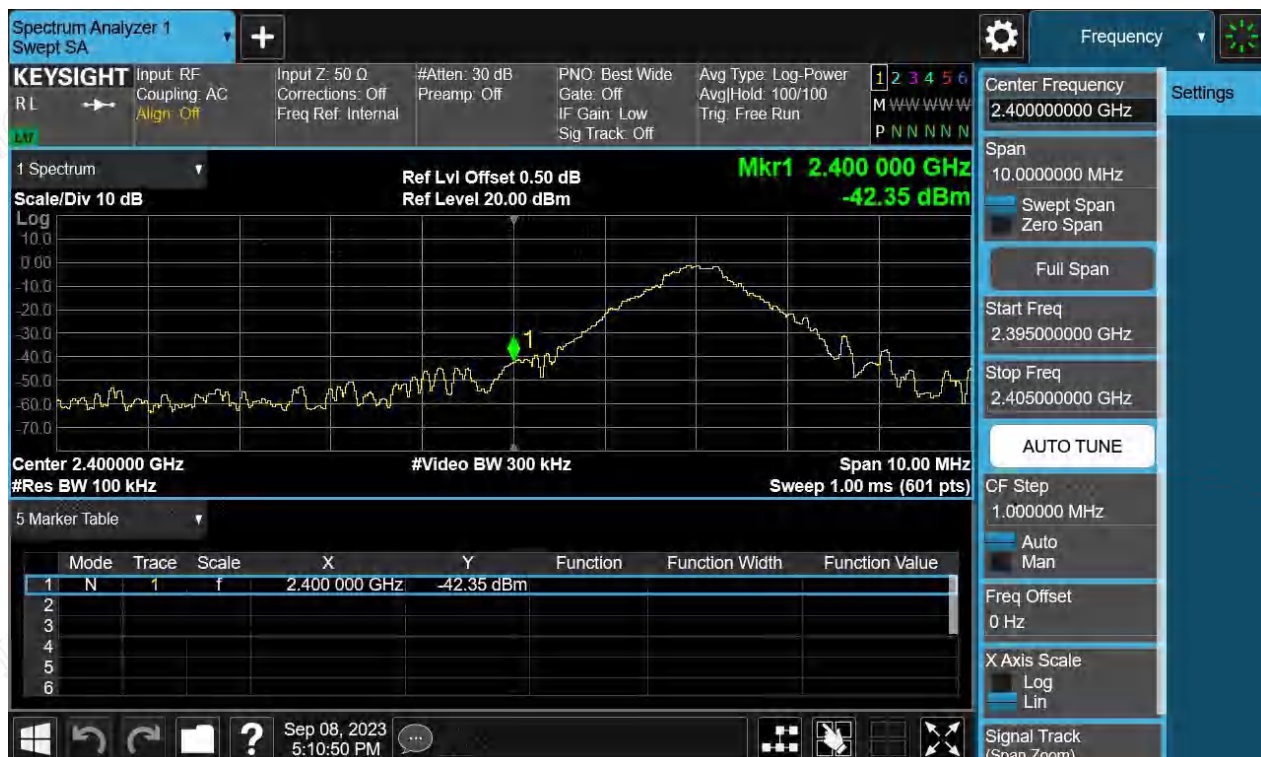 Spectrum Analyzer 1
Swept SA
+
Frequency
KEYSIGHT
R L
Input: RF
Coupling: AC
Align: Off
Input Z: 50 Ω
Corrections: Off
Freq Ref: Internal
#Atten: 30 dB
Preamp: Off
PNO: Best Wide
Gate: Off
IF Gain: Low
Sig Track: Off
Avg Type: Log-Power
Avg|Hold: 100/100
Trig: Free Run
1 2 3 4 5 6
M W W W W W
P N N N N N
1 Spectrum
Scale/Div 10 dB
Ref Lvl Offset 0.50 dB
Ref Level 20.00 dBm
Mkr1 2.400 000 GHz
-42.35 dBm
Log
10.0
0.00
-10.0
-20.0
-30.0
-40.0
-50.0
-60.0
-70.0
1
Center 2.400000 GHz
#Video BW 300 kHz
Span 10.00 MHz
#Res BW 100 kHz
Sweep 1.00 ms (601 pts)
5 Marker Table
Mode Trace Scale X Y Function Function Width Function Value
1 N 1 f 2.400 000 GHz -42.35 dBm
2
3
4
5
6
?
Sep 08, 2023
5:10:50 PM
Center Frequency
2.400000000 GHz
Settings
Span
10.0000000 MHz
Swept Span
Zero Span
Full Span
Start Freq
2.395000000 GHz
Stop Freq
2.405000000 GHz
AUTO TUNE
CF Step
1.000000 MHz
Auto
Man
Freq Offset
0 Hz
X Axis Scale
Log
Lin
Signal Track
(Span Zoom)